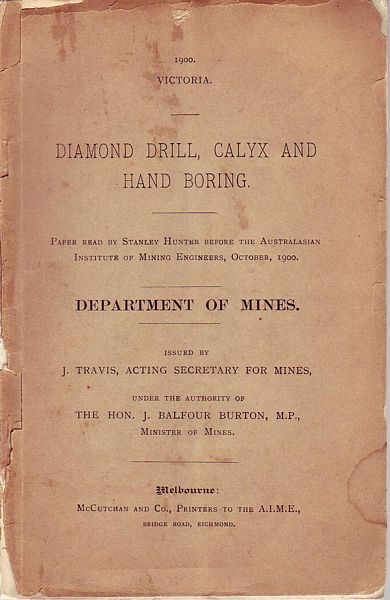 1900.
VICTORIA.
DIAMOND DRILL, CALYX AND
HAND BORING.
PAPER READ BY STANLEY HUNTER BEFORE THE AUSTRALASIAN
INSTITUTE OF MINING ENGINEERS, OCTOBER, 1900.
DEPARTMENT OF MINES.
ISSUED BY
J. TRAVIS, ACTING SECRETARY FOR MINES,
UNDER THE AUTHORITY OF
THE HON. J. BALFOUR BURTON, M.P.,
MINISTER OF MINES.
Melbourne:
MCCUTCHAN AND CO., PRINTERS TO THE A.I.M.E.,
BRIDGE ROAD, RICHMOND.